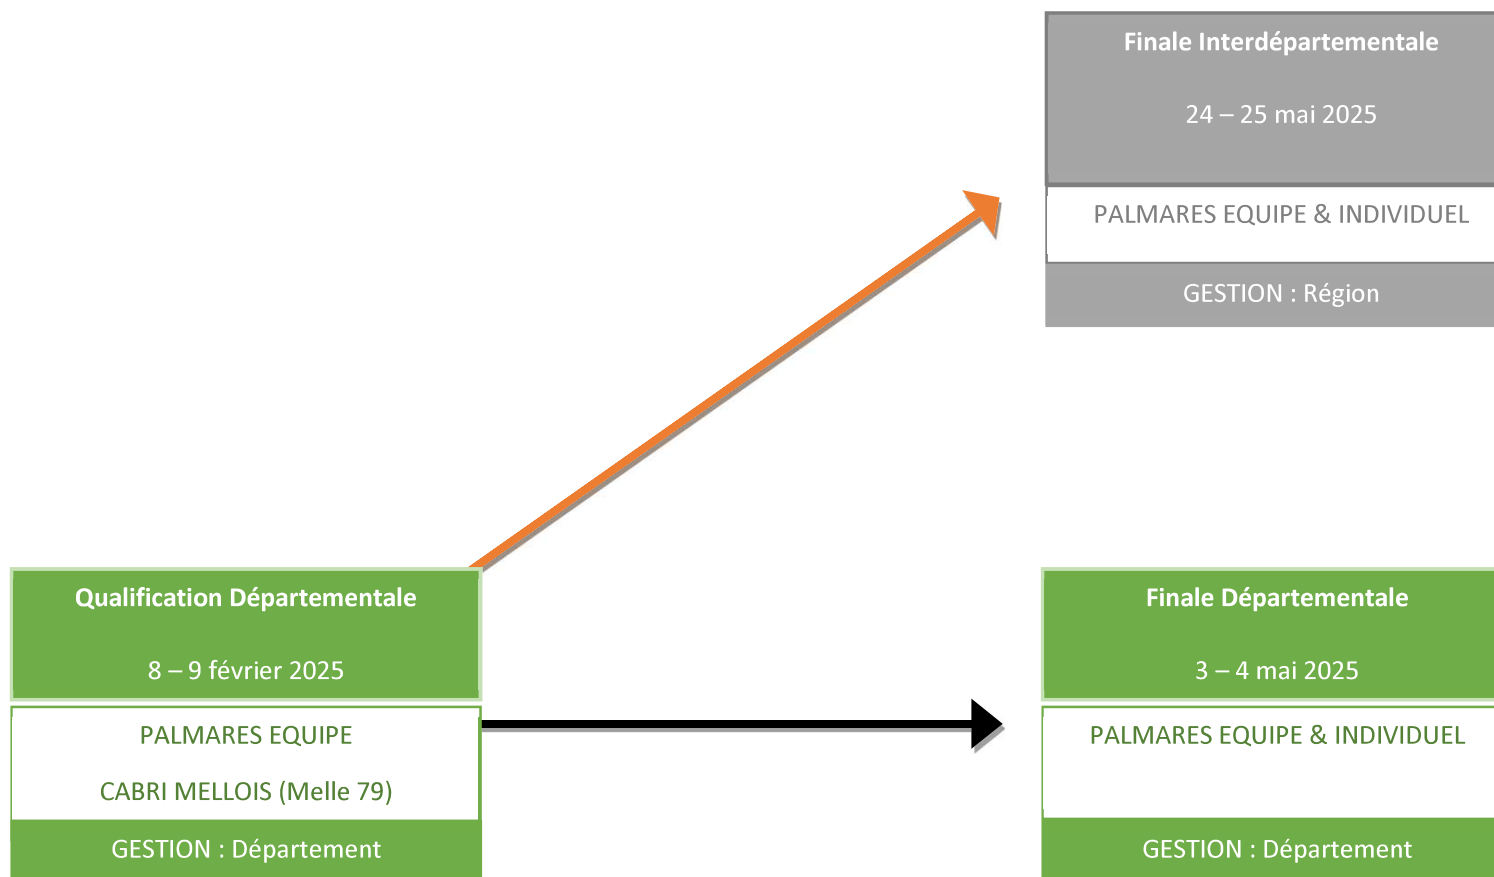 Finale Interdépartementale
24 – 25 mai 2025
PALMARES EQUIPE & INDIVIDUEL
GESTION : Région
Qualification Départementale
8 – 9 février 2025
PALMARES EQUIPE
CABRI MELLOIS (Melle 79)
GESTION : Département
Finale Départementale
3 – 4 mai 2025
PALMARES EQUIPE & INDIVIDUEL
GESTION : Département